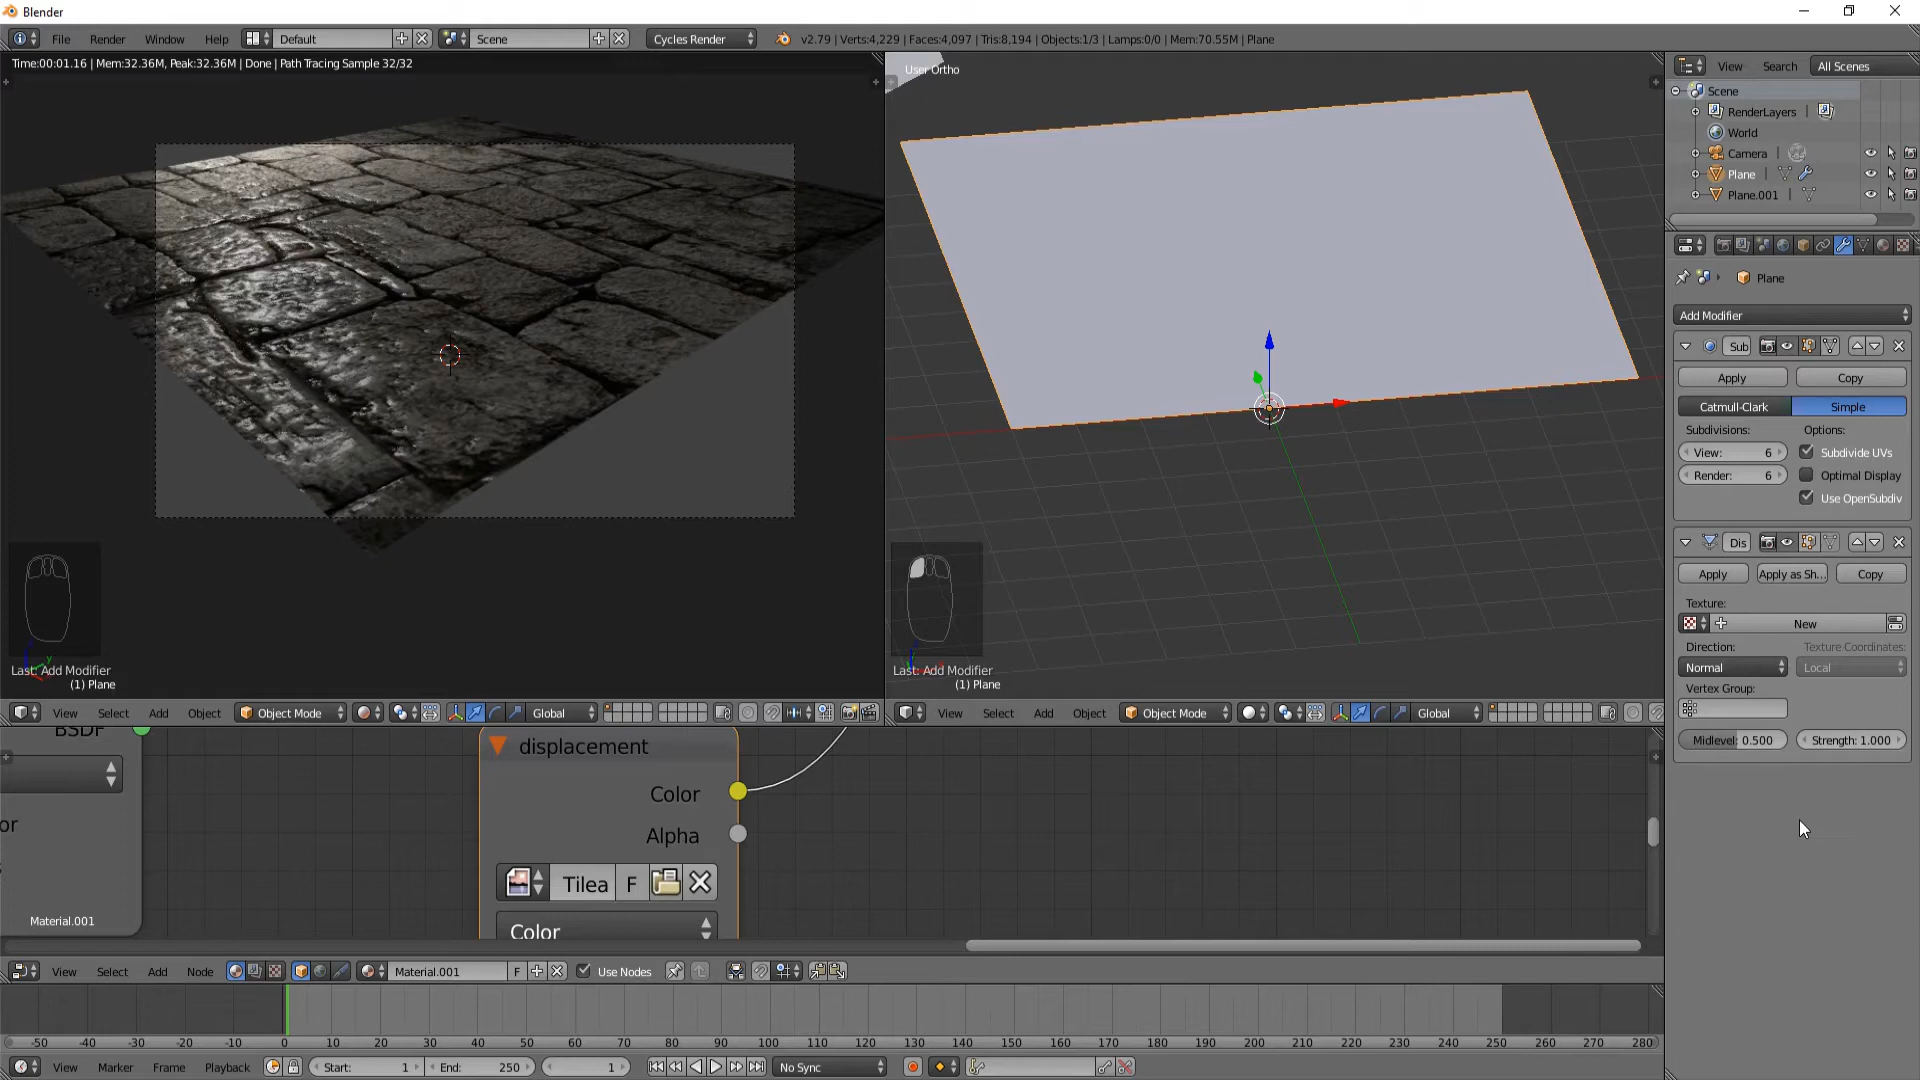 Blender
File Render Window Help Default Scene Cycles Render v2.79 | Verts:4,229 | Faces:4,097 | Tris:8,194 | Objects:1/3 | Lamps:0/0 | Mem:70.55M | Plane
Time:00:01.16 | Mem:32.36M, Peak:32.36M | Done | Path Tracing Sample 32/32
User Ortho
View Search All Scenes
Scene
RenderLayers |
World
Camera |
Plane |
Plane.001 |
Plane
Add Modifier
Sub
Apply Copy
Catmull-Clark Simple
Subdivisions: Options:
View: 6 Subdivide UVs
Render: 6 Optimal Display
Use OpenSubdiv
Dis
Apply Apply as Sh... Copy
Texture:
New
Direction: Texture Coordinates:
Normal Local
Vertex Group:
Midlevel: 0.500 Strength: 1.000
Last: Add Modifier
(1) Plane
Last: Add Modifier
(1) Plane
View Select Add Object Object Mode Global
View Select Add Object Object Mode Global
BSDF
or
Material.001
displacement
Color
Alpha
Tilea F
Color
View Select Add Node Material.001 F Use Nodes
-50 -40 -30 -20 -10 0 10 20 30 40 50 60 70 80 90 100 110 120 130 140 150 160 170 180 190 200 210 220 230 240 250 260 270 280
View Marker Frame Playback Start: 1 End: 250 1 No Sync